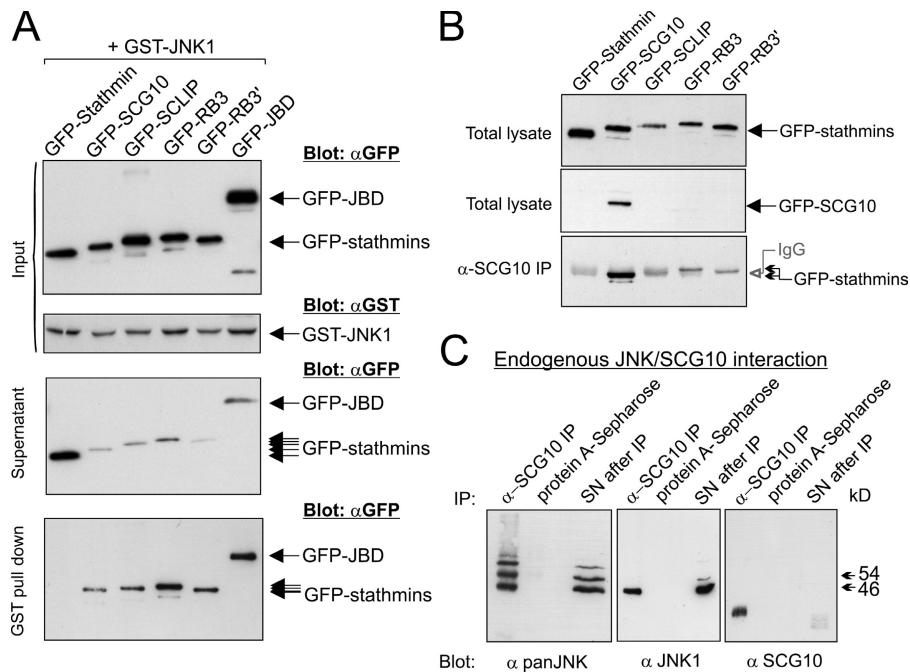 A
+ GST-JNK1
GFP-Stathmin
GFP-SCG10
GFP-SCLIP
GFP-RB3
GFP-RB3'
GFP-JBD
Input
Blot: αGFP
GFP-JBD
GFP-stathmins
Blot: αGST
GST-JNK1
Supernatant
Blot: αGFP
GFP-JBD
GFP-stathmins
GST pull down
Blot: αGFP
GFP-JBD
GFP-stathmins
B
GFP-Stathmin
GFP-SCG10
GFP-SCLIP
GFP-RB3
GFP-RB3'
Total lysate
GFP-stathmins
Total lysate
GFP-SCG10
α-SCG10 IP
IgG
GFP-stathmins
C
Endogenous JNK/SCG10 interaction
IP:
α–SCG10 IP
protein A-Sepharose
SN after IP
α–SCG10 IP
protein A-Sepharose
SN after IP
α–SCG10 IP
protein A-Sepharose
SN after IP
kD
54
46
Blot: α panJNK α JNK1 α SCG10